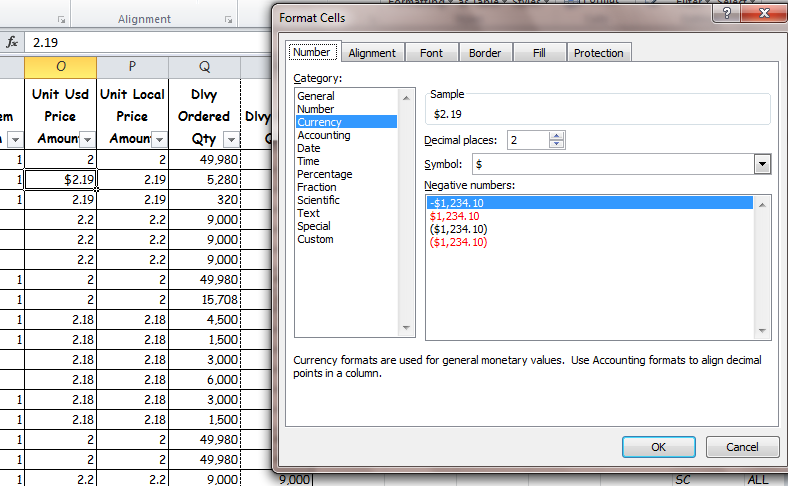 Format Cells
Alignment
fx 2.19
O P Q
Unit Usd Price Amoun
Unit Local Price Amoun
Dlvy Ordered Qty
Dlvy
1 2 2 49,980
1 $2.19 2.19 5,280
1 2.19 2.19 320
2.2 2.2 9,000
2.2 2.2 9,000
2.2 2.2 9,000
1 2 2 49,980
1 2 2 15,708
1 2.18 2.18 4,500
1 2.18 2.18 1,500
2.18 2.18 3,000
2.18 2.18 6,000
1 2.18 2.18 3,000
1 2.18 2.18 1,500
1 2 2 49,980
1 2 2 49,980
1 2.2 2.2 9,000 9,000 SC ALL
Number Alignment Font Border Fill Protection
Category:
General
Number
Currency
Accounting
Date
Time
Percentage
Fraction
Scientific
Text
Special
Custom
Sample
$2.19
Decimal places: 2
Symbol: $
Negative numbers:
-$1,234.10
$1,234.10
($1,234.10)
($1,234.10)
Currency formats are used for general monetary values. Use Accounting formats to align decimal
points in a column.
OK Cancel